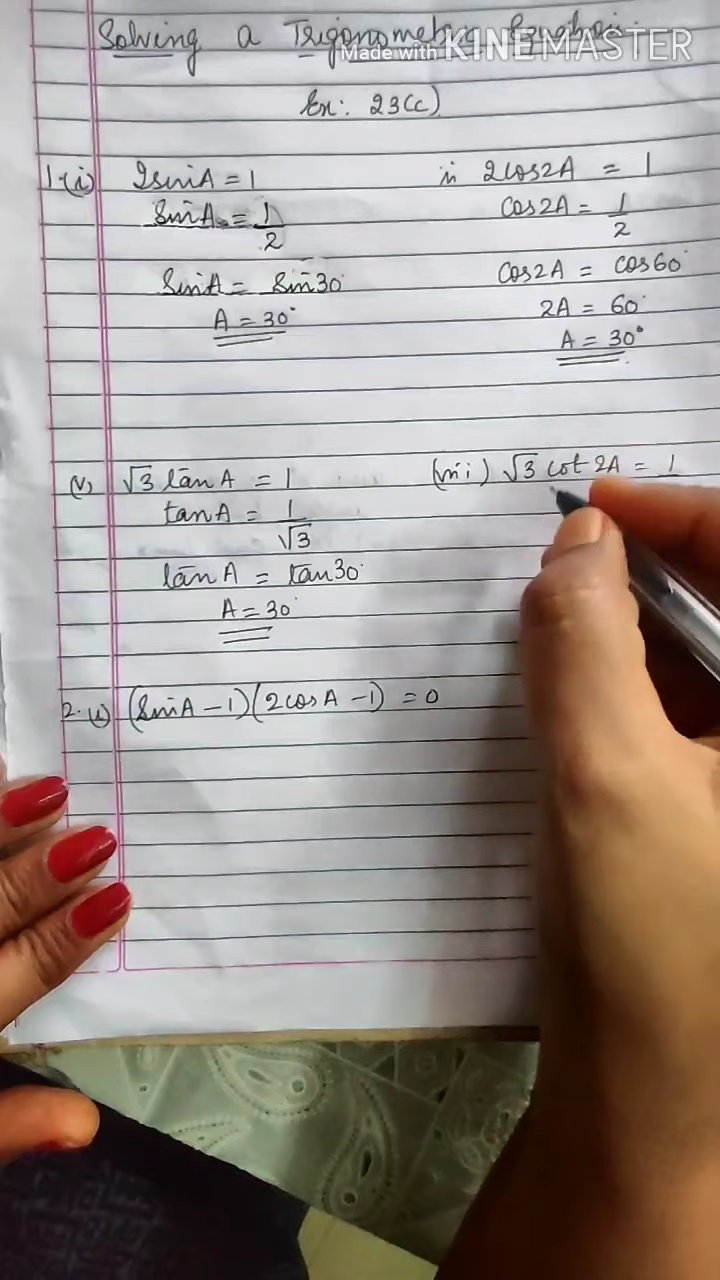 Solving a Trigonometric Equation
Made with KINEMASTER
Ex: 23(c)
1.(i) 2sinA = 1
sinA = 1/2
sinA = sin30°
A = 30°
ii 2cos2A = 1
cos2A = 1/2
cos2A = cos60°
2A = 60°
A = 30°
(v) √3 tanA = 1
tanA = 1/√3
tanA = tan30°
A = 30°
√3 cot 2A = 1
2.(i) (sinA - 1)(2cosA - 1) = 0